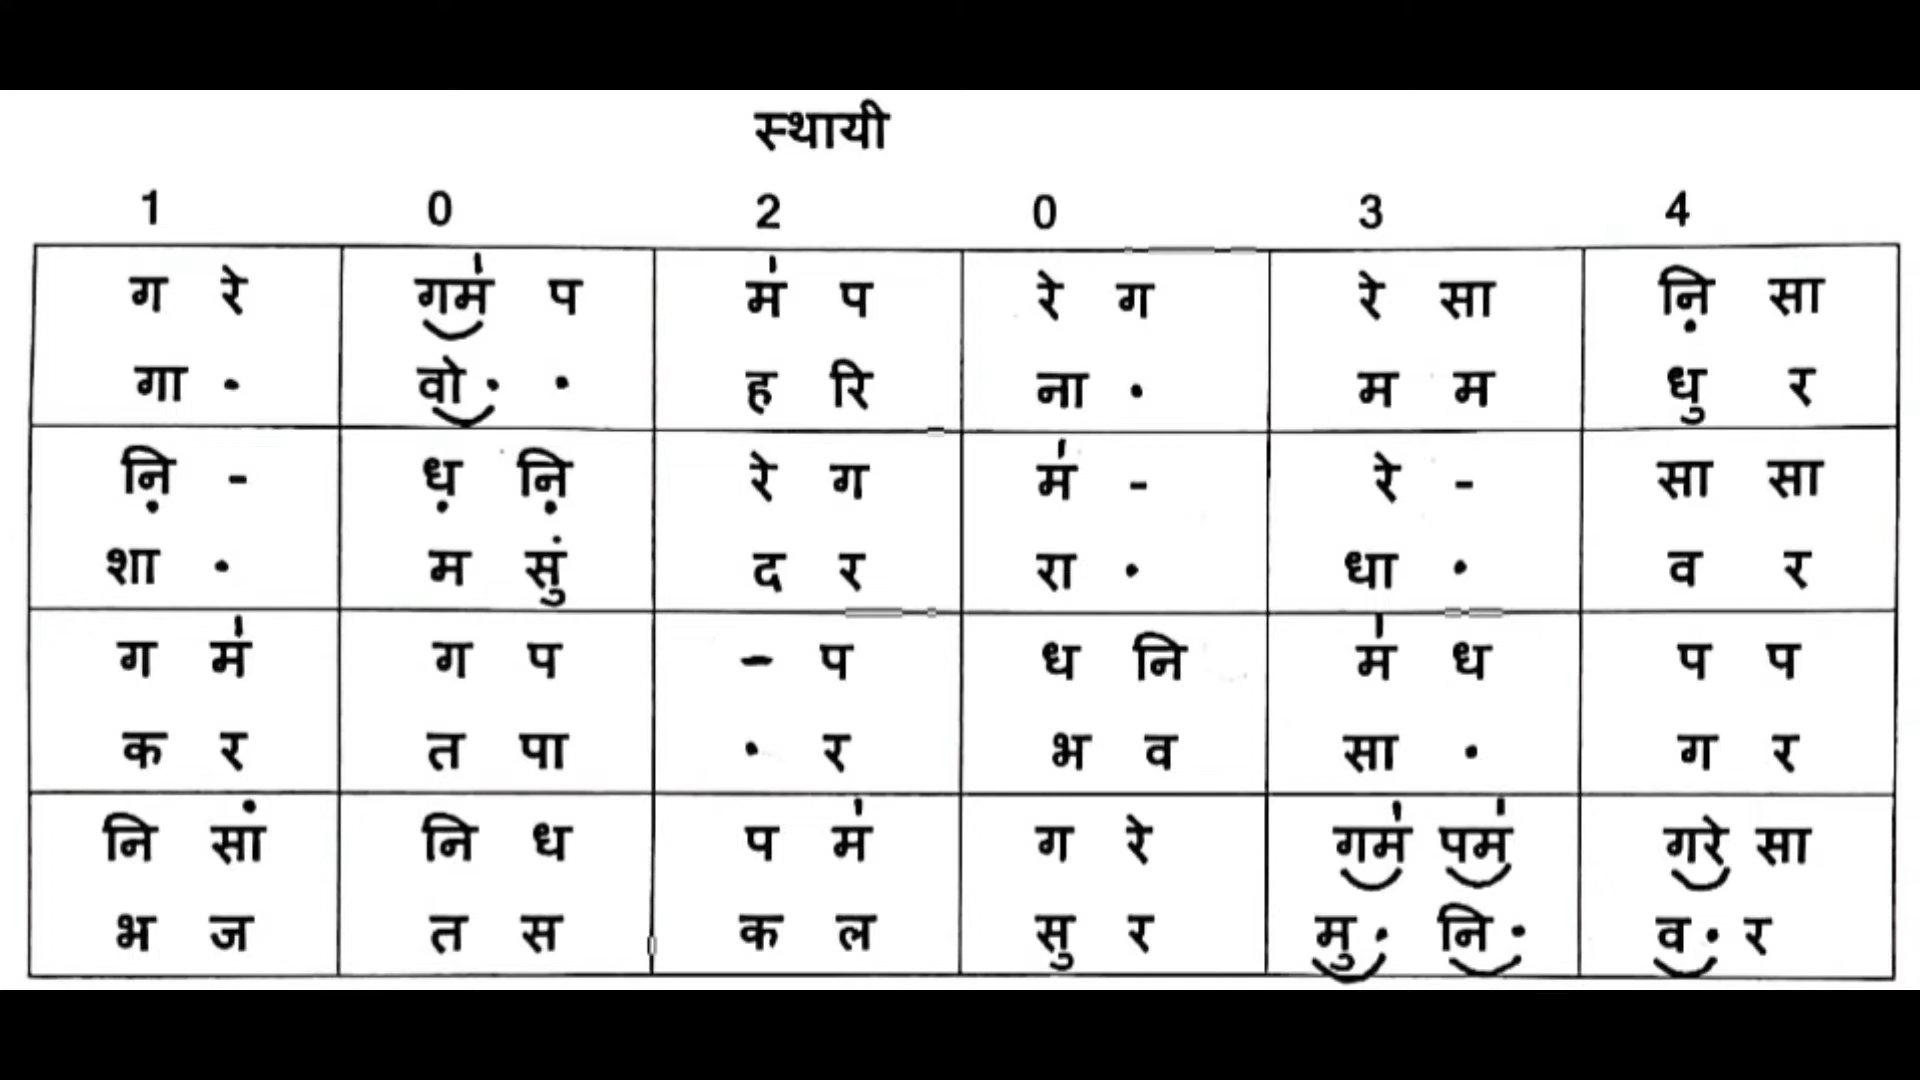 स्थायी
1 0 2 0 3 4
ग रे गम॑ प म॑ प रे ग रे सा नि़ सा
गा • वो• • ह रि ना • म म धु र
नि़ - ध़ नि़ रे ग म॑ - रे - सा सा
शा • म सुं द र रा • धा • व र
ग म॑ ग प - प ध नि म॑ ध प प
क र त पा • र भ व सा • ग र
नि सां नि ध प म॑ ग रे गम॑ पम॑ गरे सा
भ ज त स क ल सु र मु• नि• व• र